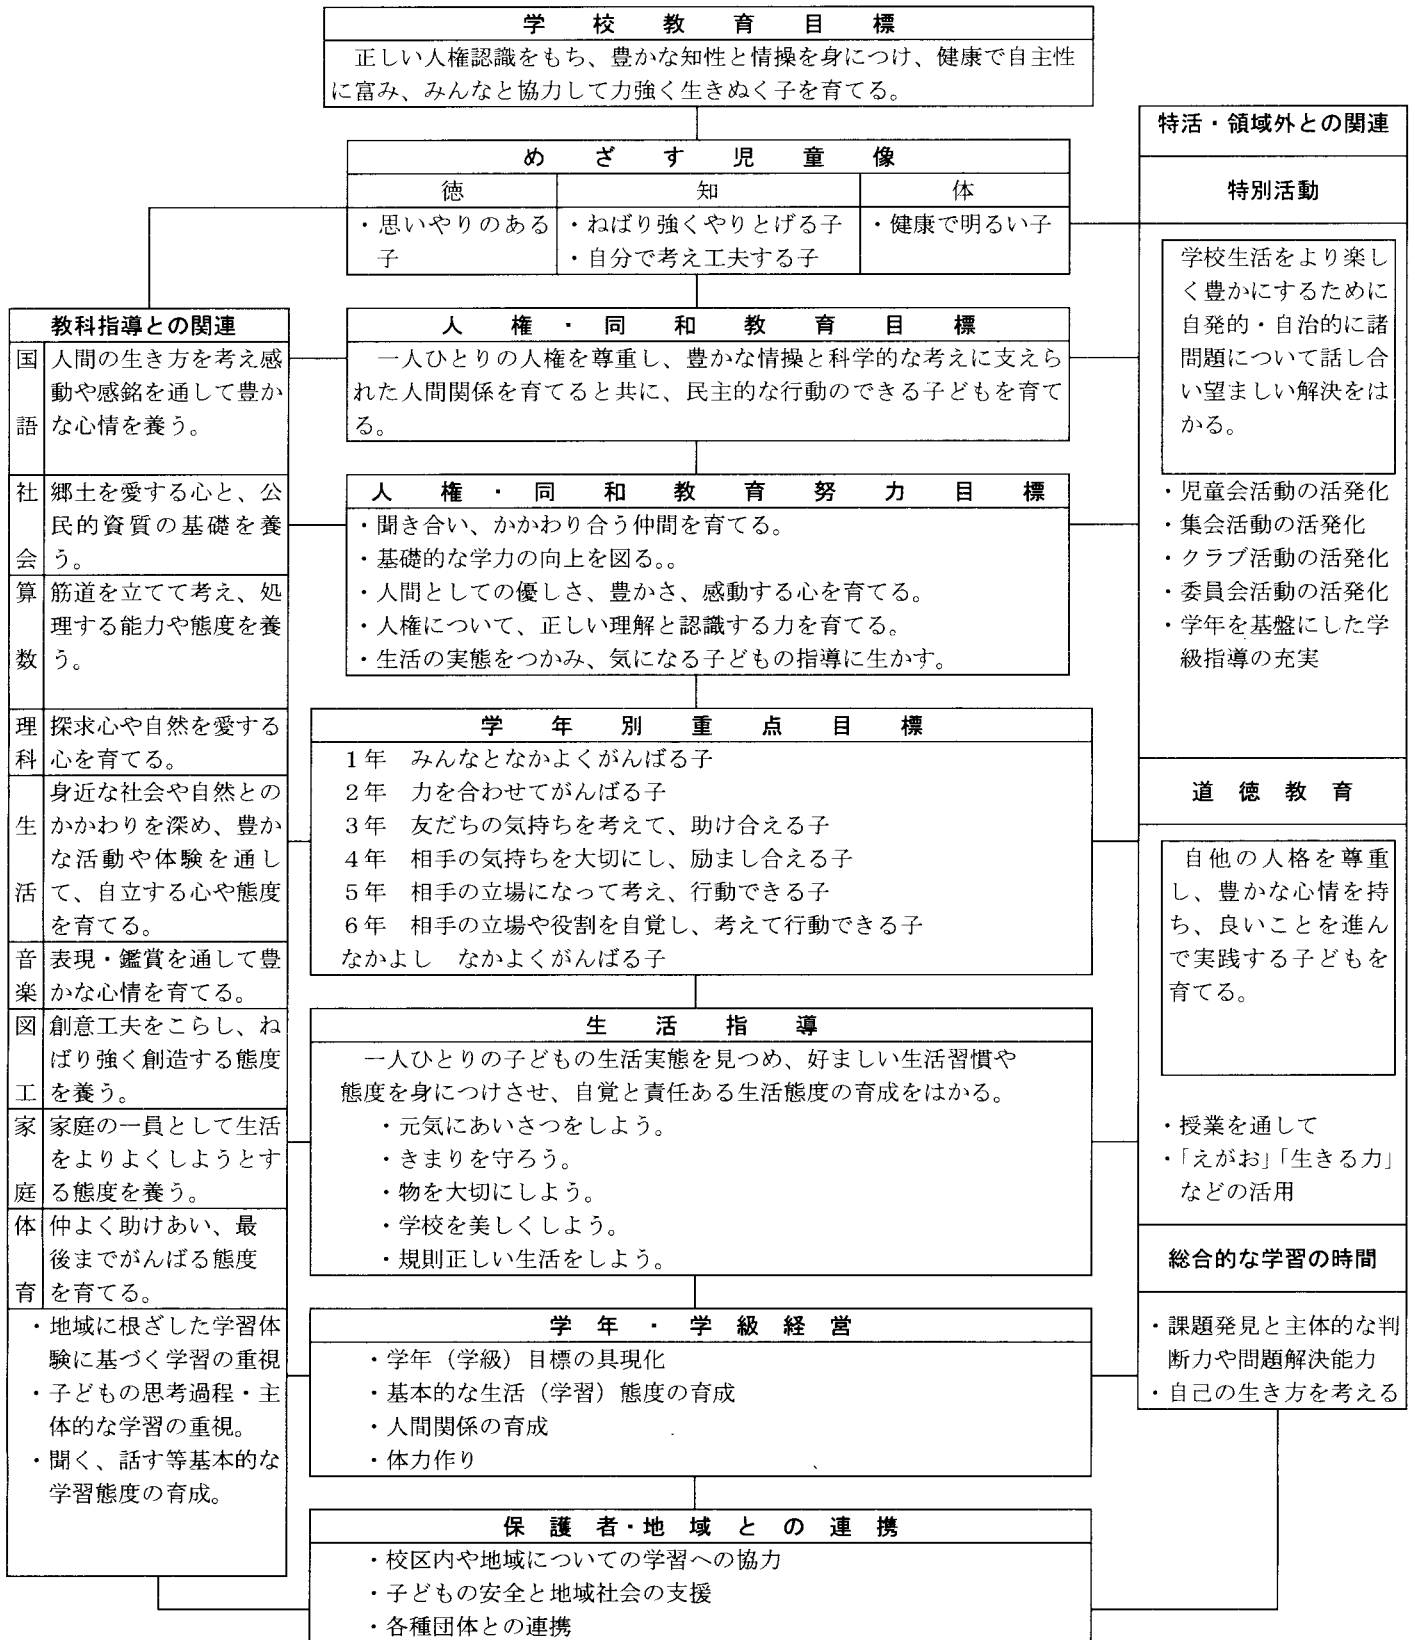 学校教育目標
正しい人権認識をもち、豊かな知性と情操を身につけ、健康で自主性
に富み、みんなと協力して力強く生きぬく子を育てる。
めざす児童像
徳 知 体
・思いやりのある
子
・ねばり強くやりとげる子
・自分で考え工夫する子
・健康で明るい子
人権・同和教育目標
一人ひとりの人権を尊重し、豊かな情操と科学的な考えに支えら
れた人間関係を育てると共に、民主的な行動のできる子どもを育て
る。
人権・同和教育努力目標
・聞き合い、かかわり合う仲間を育てる。
・基礎的な学力の向上を図る。。
・人間としての優しさ、豊かさ、感動する心を育てる。
・人権について、正しい理解と認識する力を育てる。
・生活の実態をつかみ、気になる子どもの指導に生かす。
学年別重点目標
1年 みんなとなかよくがんばる子
2年 力を合わせてがんばる子
3年 友だちの気持ちを考えて、助け合える子
4年 相手の気持ちを大切にし、励まし合える子
5年 相手の立場になって考え、行動できる子
6年 相手の立場や役割を自覚し、考えて行動できる子
なかよし なかよくがんばる子
生活指導
一人ひとりの子どもの生活実態を見つめ、好ましい生活習慣や
態度を身につけさせ、自覚と責任ある生活態度の育成をはかる。
・元気にあいさつをしよう。
・きまりを守ろう。
・物を大切にしよう。
・学校を美しくしよう。
・規則正しい生活をしよう。
学年・学級経営
・学年（学級）目標の具現化
・基本的な生活（学習）態度の育成
・人間関係の育成
・体力作り
保護者・地域との連携
・校区内や地域についての学習への協力
・子どもの安全と地域社会の支援
・各種団体との連携
教科指導との関連
国語
人間の生き方を考え感
動や感銘を通して豊か
な心情を養う。
社会
郷土を愛する心と、公
民的資質の基礎を養
う。
算数
筋道を立てて考え、処
理する能力や態度を養
う。
理科
探求心や自然を愛する
心を育てる。
生活
身近な社会や自然との
かかわりを深め、豊か
な活動や体験を通し
て、自立する心や態度
を育てる。
音楽
表現・鑑賞を通して豊
かな心情を育てる。
図工
創意工夫をこらし、ね
ばり強く創造する態度
を養う。
家庭
家庭の一員として生活
をよりよくしようとす
る態度を養う。
体育
仲よく助けあい、最
後までがんばる態度
を育てる。
・地域に根ざした学習体
験に基づく学習の重視
・子どもの思考過程・主
体的な学習の重視。
・聞く、話す等基本的な
学習態度の育成。
特活・領域外との関連
特別活動
学校生活をより楽し
く豊かにするために
自発的・自治的に諸
問題について話し合
い望ましい解決をは
かる。
・児童会活動の活発化
・集会活動の活発化
・クラブ活動の活発化
・委員会活動の活発化
・学年を基盤にした学
級指導の充実
道徳教育
自他の人格を尊重
し、豊かな心情を持
ち、良いことを進ん
で実践する子どもを
育てる。
・授業を通して
・「えがお」「生きる力」
などの活用
総合的な学習の時間
・課題発見と主体的な判
断力や問題解決能力
・自己の生き方を考える